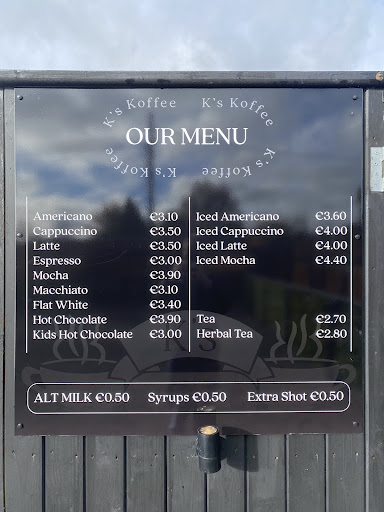 K's Koffee K's Koffee K's Koffee K's Koffee
OUR MENU
Americano €3.10
Cappuccino €3.50
Latte €3.50
Espresso €3.00
Mocha €3.90
Macchiato €3.10
Flat White €3.40
Hot Chocolate €3.90
Kids Hot Chocolate €3.00
Iced Americano €3.60
Iced Cappuccino €4.00
Iced Latte €4.00
Iced Mocha €4.40
Tea €2.70
Herbal Tea €2.80
K'S
ALT MILK €0.50 Syrups €0.50 Extra Shot €0.50